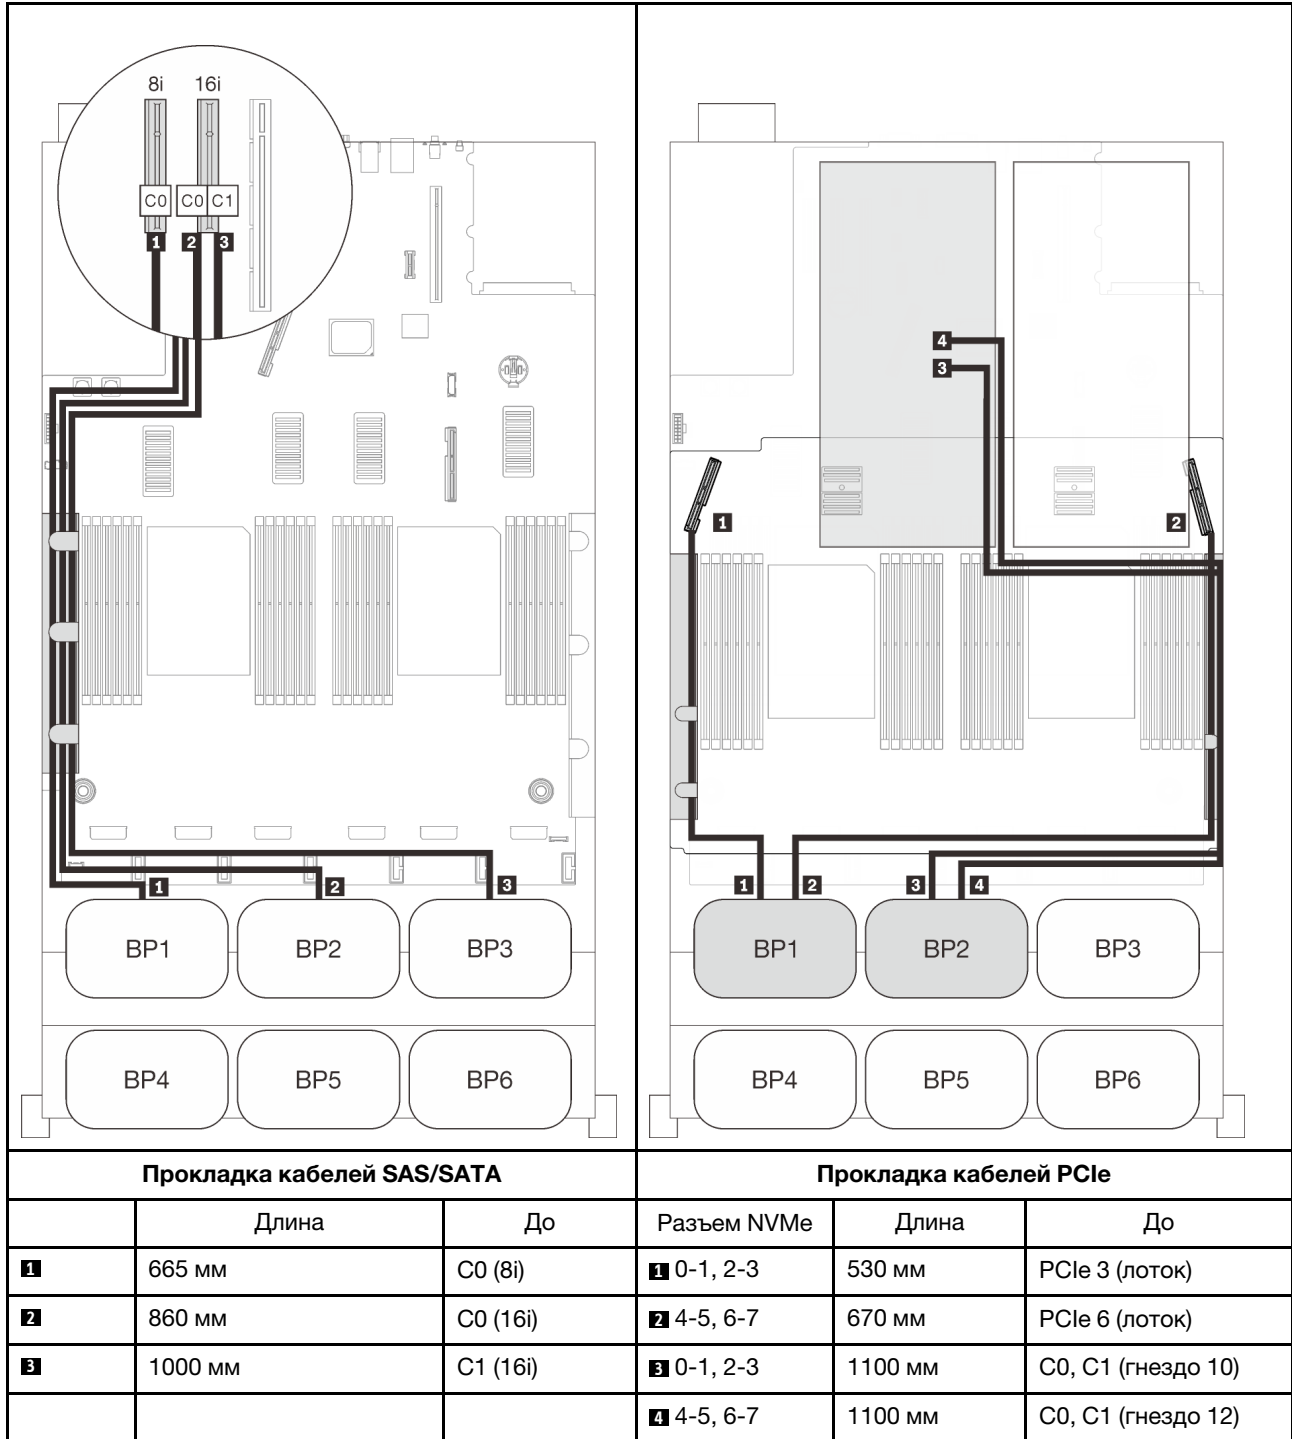 8i 16i
C0 C0 C1
1 2 3
1 2 3
BP1 BP2 BP3
BP4 BP5 BP6
4
3
1 2
1 2 3 4
BP1 BP2 BP3
BP4 BP5 BP6
Прокладка кабелей SAS/SATA
Прокладка кабелей PCIe
Длина До Разъем NVMe Длина До
1 665 мм C0 (8i) 1 0-1, 2-3 530 мм PCIe 3 (лоток)
2 860 мм C0 (16i) 2 4-5, 6-7 670 мм PCIe 6 (лоток)
3 1000 мм C1 (16i) 3 0-1, 2-3 1100 мм C0, C1 (гнездо 10)
4 4-5, 6-7 1100 мм C0, C1 (гнездо 12)